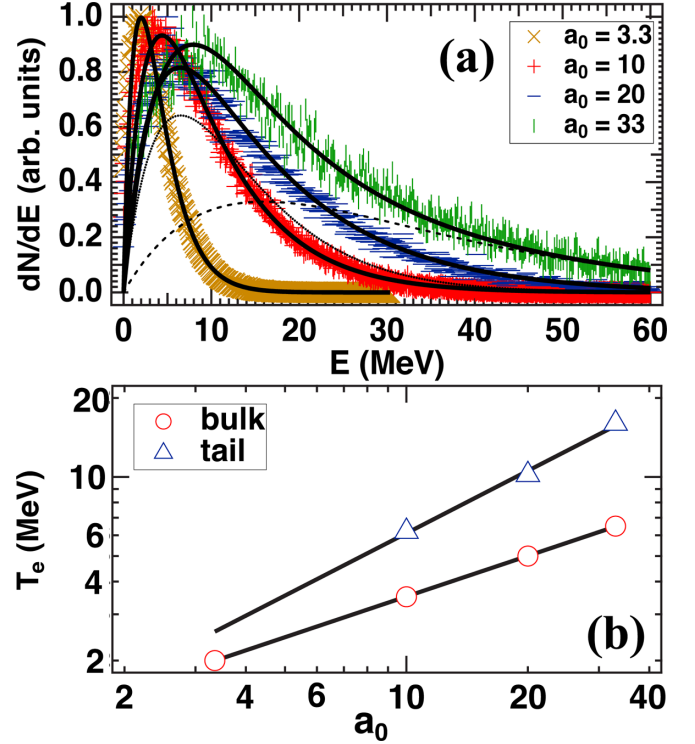 (a)
a₀ = 3.3
a₀ = 10
a₀ = 20
a₀ = 33
dN/dE (arb. units)
1.0
0.8
0.6
0.4
0.2
0.0
0 10 20 30 40 50 60
E (MeV)
bulk
tail
(b)
Tₑ (MeV)
20
10
6
4
2
2 4 6 10 20 40
a₀